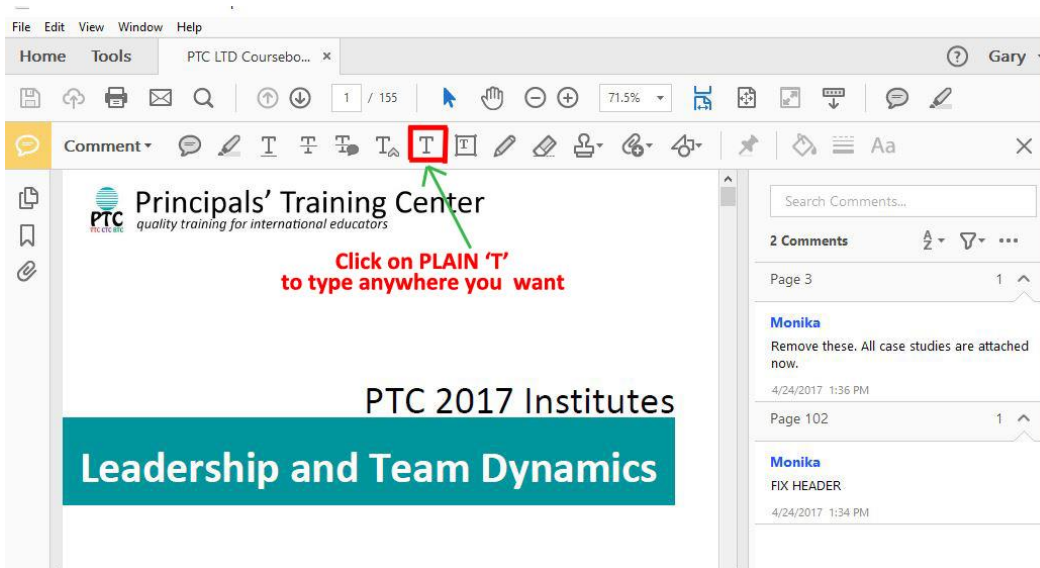 File Edit View Window Help
Home Tools PTC LTD Coursebo... × ? Gary
1 / 155 71.5%
Comment T T T T T T Aa
Principals' Training Center
PTC quality training for international educators
TTC CTC BTC
Click on PLAIN 'T'
to type anywhere you want
PTC 2017 Institutes
Leadership and Team Dynamics
Search Comments...
2 Comments
Page 3 1
Monika
Remove these. All case studies are attached
now.
4/24/2017 1:36 PM
Page 102 1
Monika
FIX HEADER
4/24/2017 1:34 PM